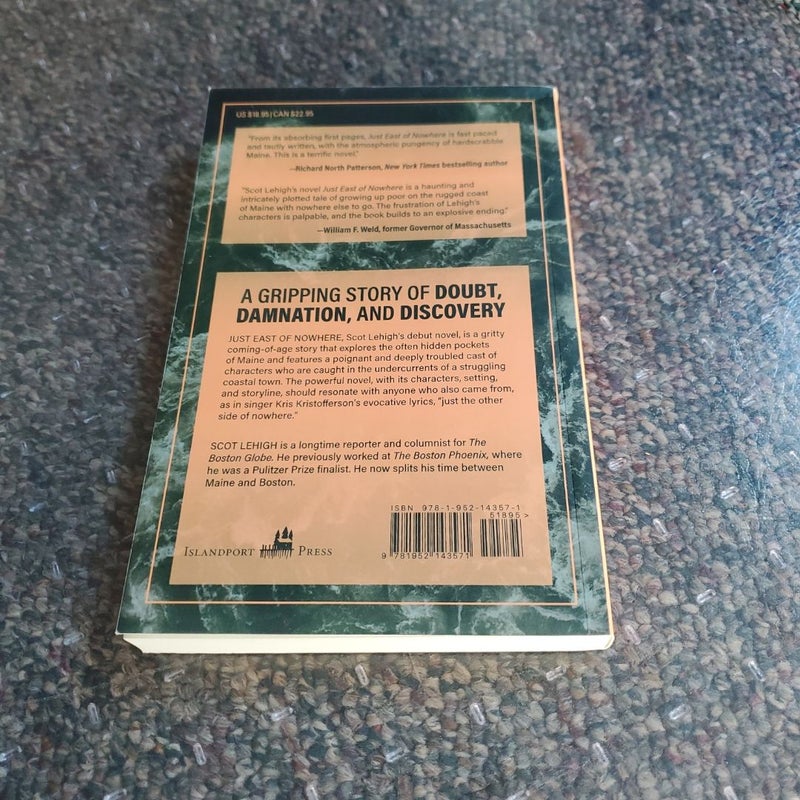 US $18.95 | CAN $22.95
"From its absorbing first pages, Just East of Nowhere is fast paced
and tautly written, with the atmospheric pungency of hardscrabble
Maine. This is a terrific novel."
—Richard North Patterson, New York Times bestselling author
"Scot Lehigh's novel Just East of Nowhere is a haunting and
intricately plotted tale of growing up poor on the rugged coast
of Maine with nowhere else to go. The frustration of Lehigh's
characters is palpable, and the book builds to an explosive ending."
—William F. Weld, former Governor of Massachusetts
A GRIPPING STORY OF DOUBT,
DAMNATION, AND DISCOVERY
JUST EAST OF NOWHERE, Scot Lehigh's debut novel, is a gritty
coming-of-age story that explores the often hidden pockets
of Maine and features a poignant and deeply troubled cast of
characters who are caught in the undercurrents of a struggling
coastal town. The powerful novel, with its characters, setting,
and storyline, should resonate with anyone who also came from,
as in singer Kris Kristofferson's evocative lyrics, "just the other
side of nowhere."
SCOT LEHIGH is a longtime reporter and columnist for The
Boston Globe. He previously worked at The Boston Phoenix, where
he was a Pulitzer Prize finalist. He now splits his time between
Maine and Boston.
ISBN 978-1-952-14357-1
51895 >
9 781952 143571
ISLANDPORT PRESS